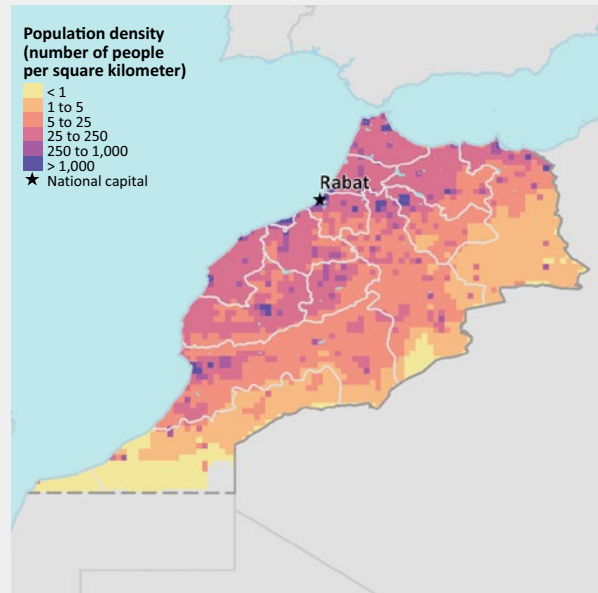 Population density
(number of people
per square kilometer)
< 1
1 to 5
5 to 25
25 to 250
250 to 1,000
> 1,000
National capital
Rabat